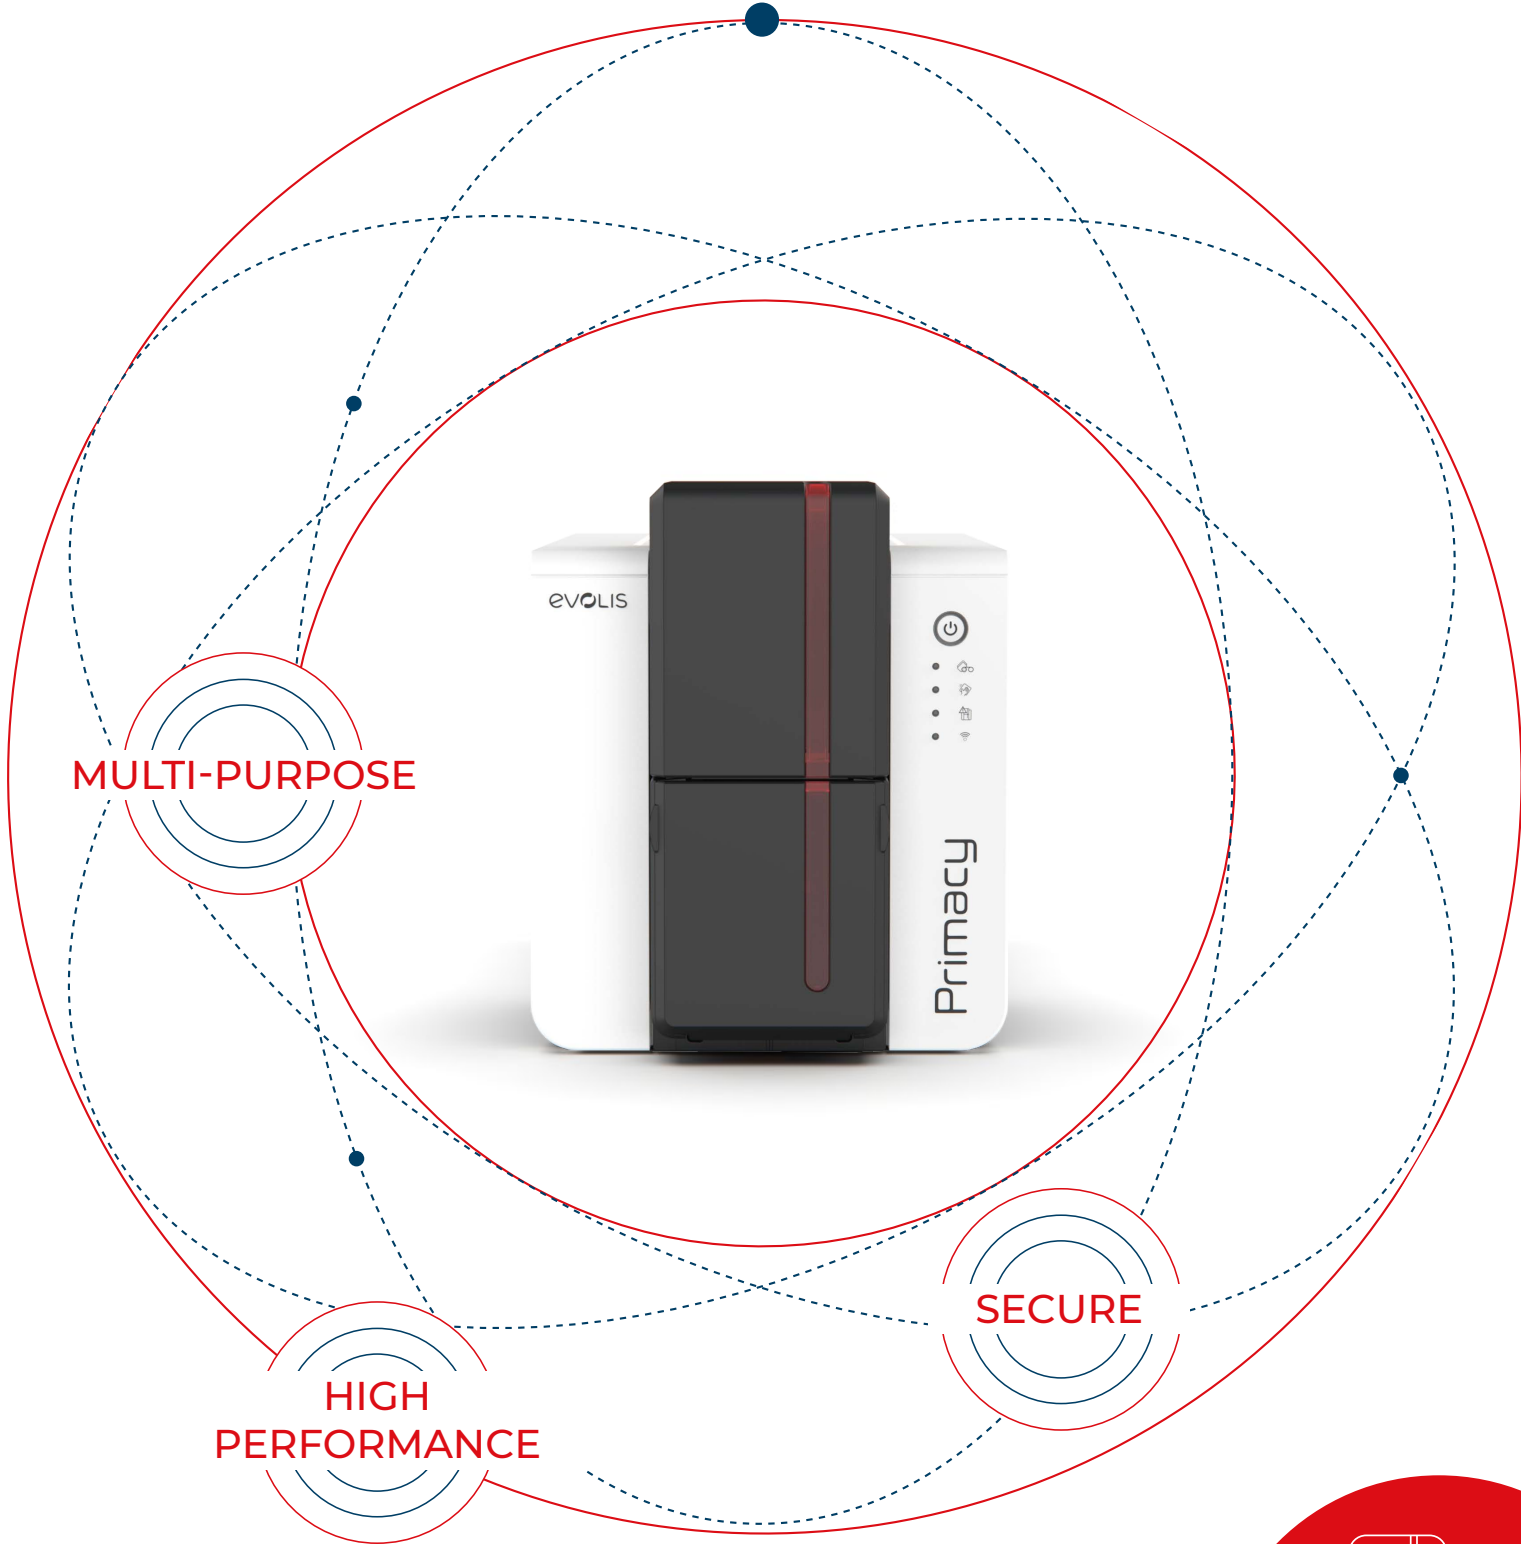 evolis
Primacy
MULTI-PURPOSE
SECURE
HIGH
PERFORMANCE